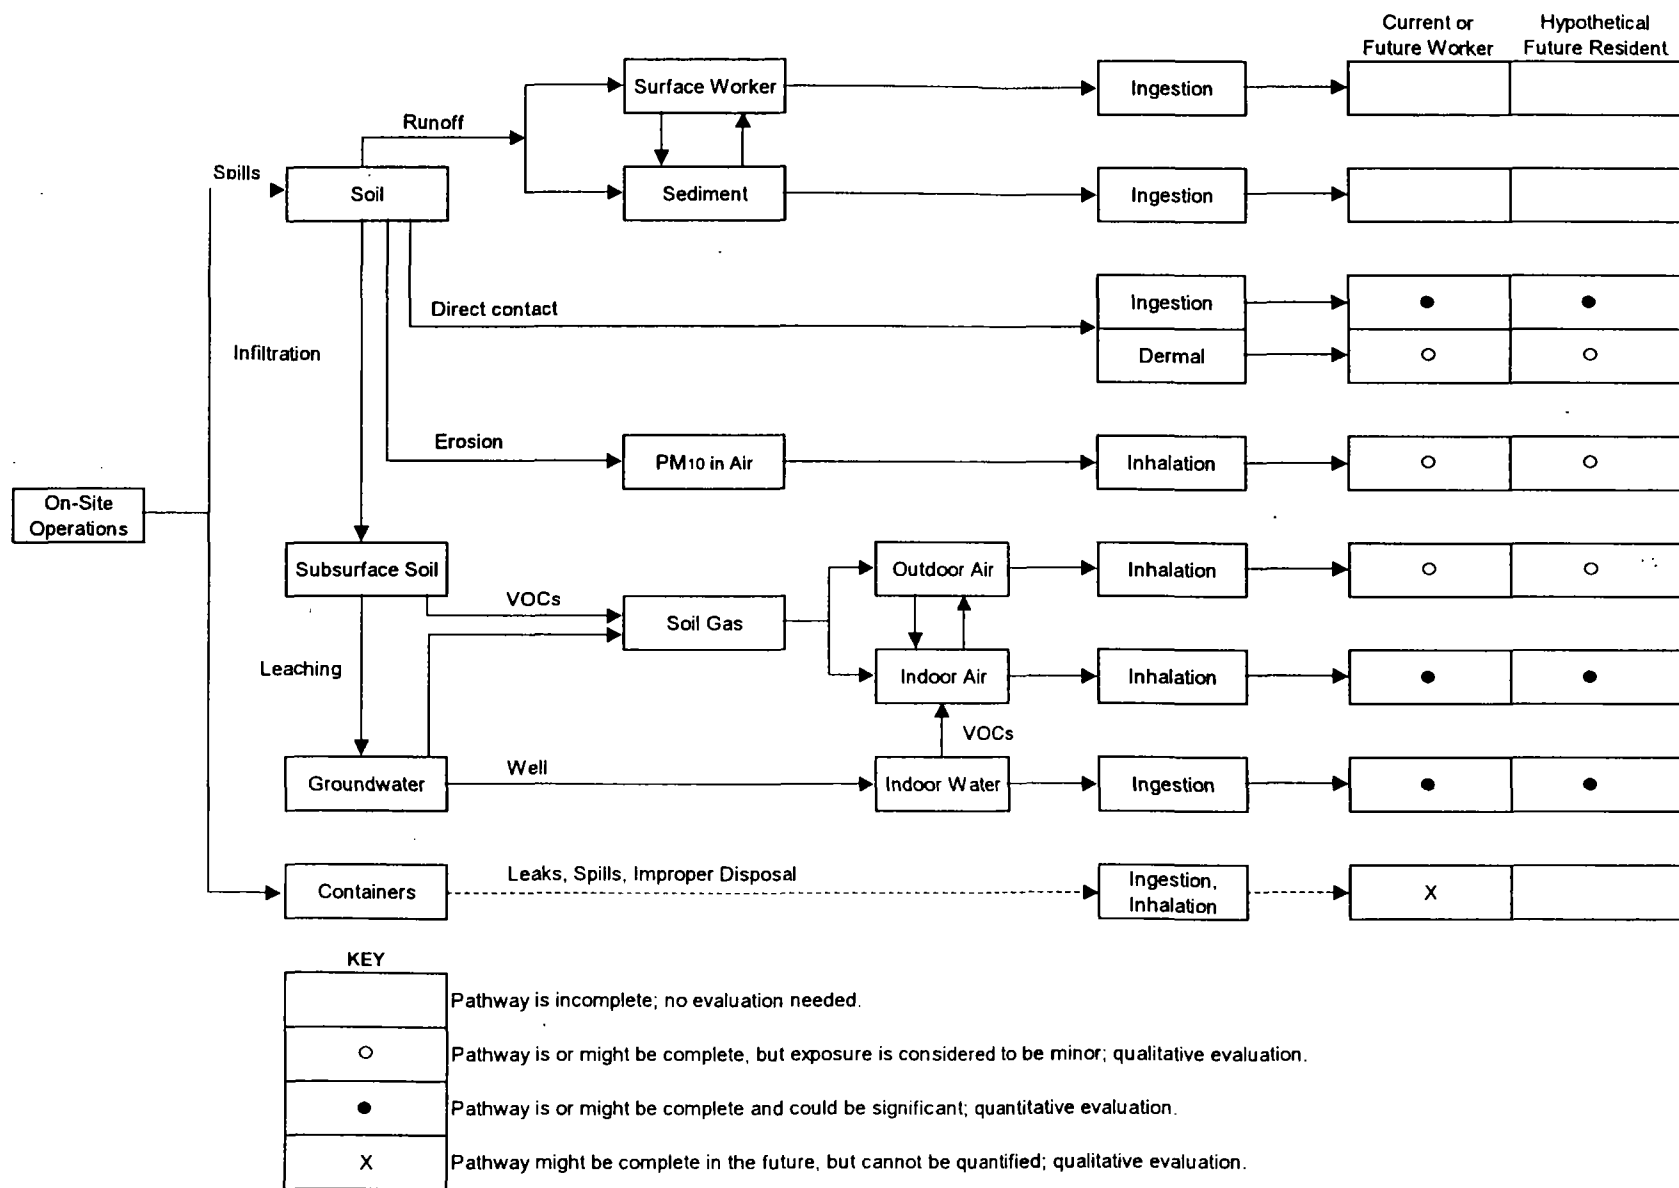 Current or
Future Worker
Hypothetical
Future Resident
Surface Worker
Ingestion
Runoff
Spills
Soil
Sediment
Ingestion
Direct contact
Ingestion
Dermal
Infiltration
Erosion
PM10 in Air
Inhalation
On-Site
Operations
Subsurface Soil
VOCs
Soil Gas
Outdoor Air
Inhalation
Leaching
Indoor Air
Inhalation
VOCs
Groundwater
Well
Indoor Water
Ingestion
Containers
Leaks, Spills, Improper Disposal
Ingestion,
Inhalation
X
KEY
Pathway is incomplete; no evaluation needed.
Pathway is or might be complete, but exposure is considered to be minor; qualitative evaluation.
Pathway is or might be complete and could be significant; quantitative evaluation.
X Pathway might be complete in the future, but cannot be quantified; qualitative evaluation.